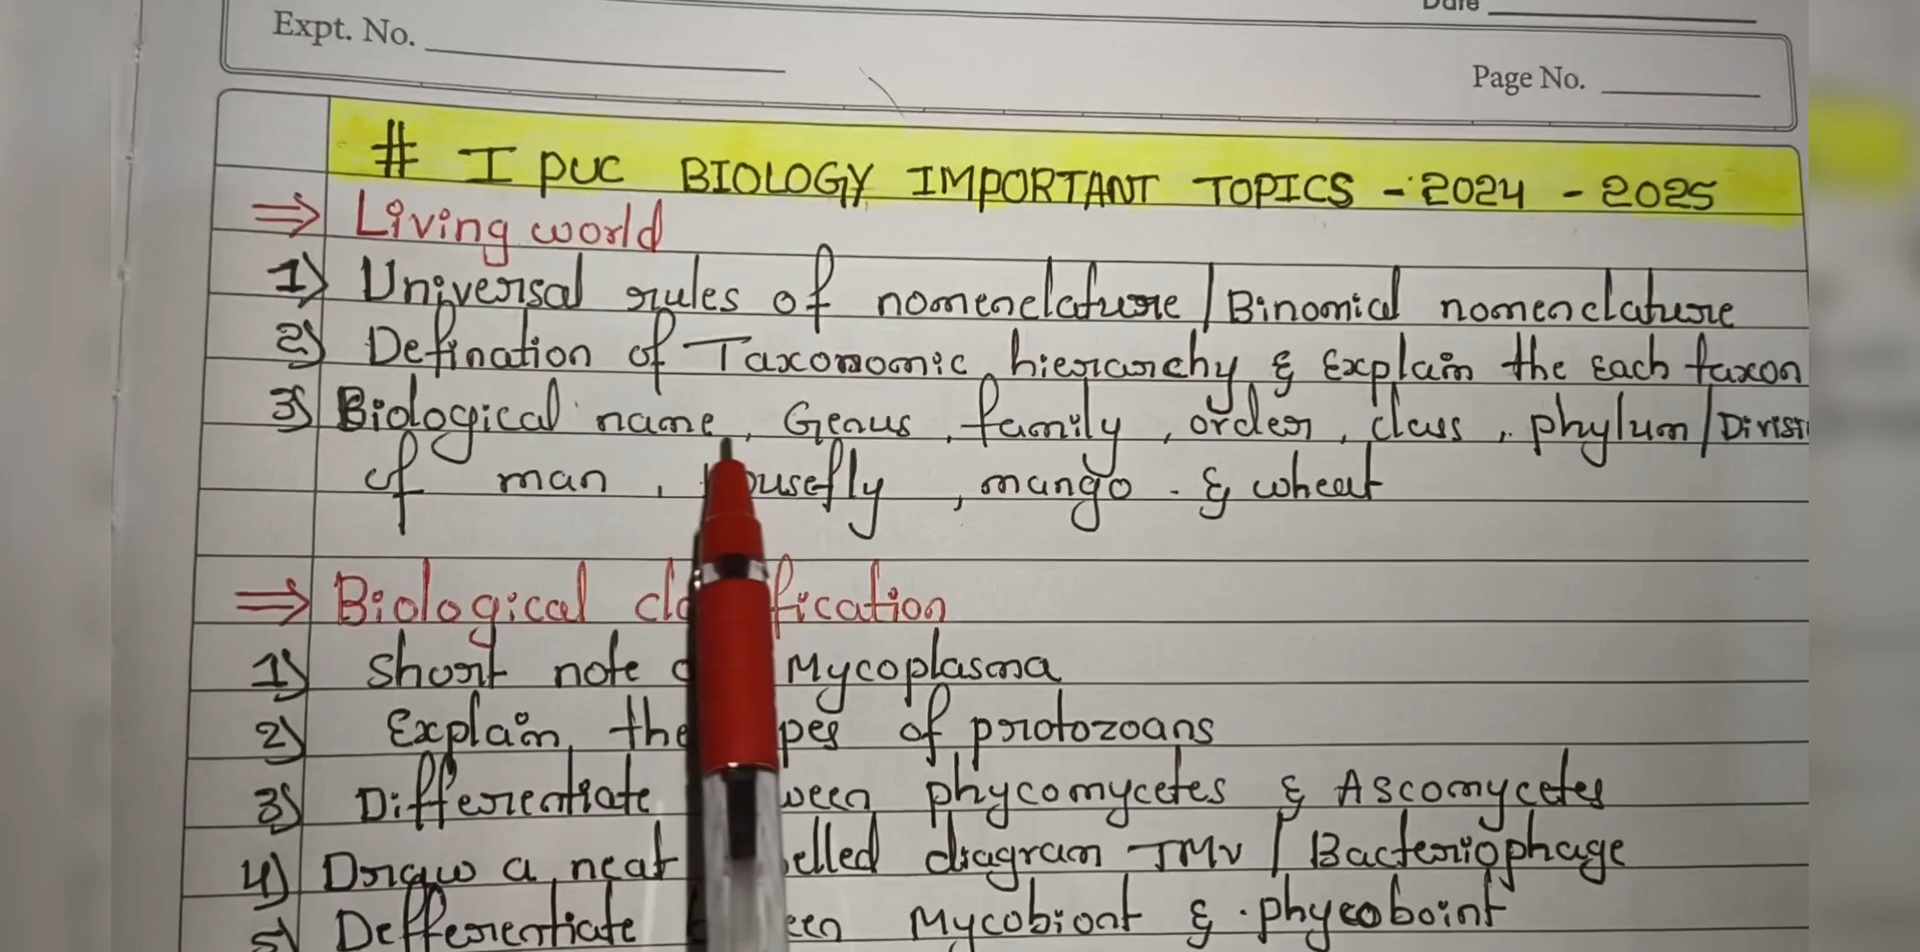 Date
Expt. No.
Page No.
# I PUC BIOLOGY IMPORTANT TOPICS - 2024 - 2025
⇒ Living world
1) Universal rules of nomenclature / Binomial nomenclature
2) Defination of Taxonomic hierarchy & Explain the Each taxon
3) Biological name, Genus, family, order, class, phylum/Divisi
of man, usefly, mango & wheat
⇒ Biological cla fication
1) Short note Mycoplasma
2) Explain the pes of protozoans
3) Differentiate ween phycomycetes & Ascomycetes
4) Draw a neat elled diagram TMV / Bacteriophage
5) Defferentiate een Mycobiont & phycoboint